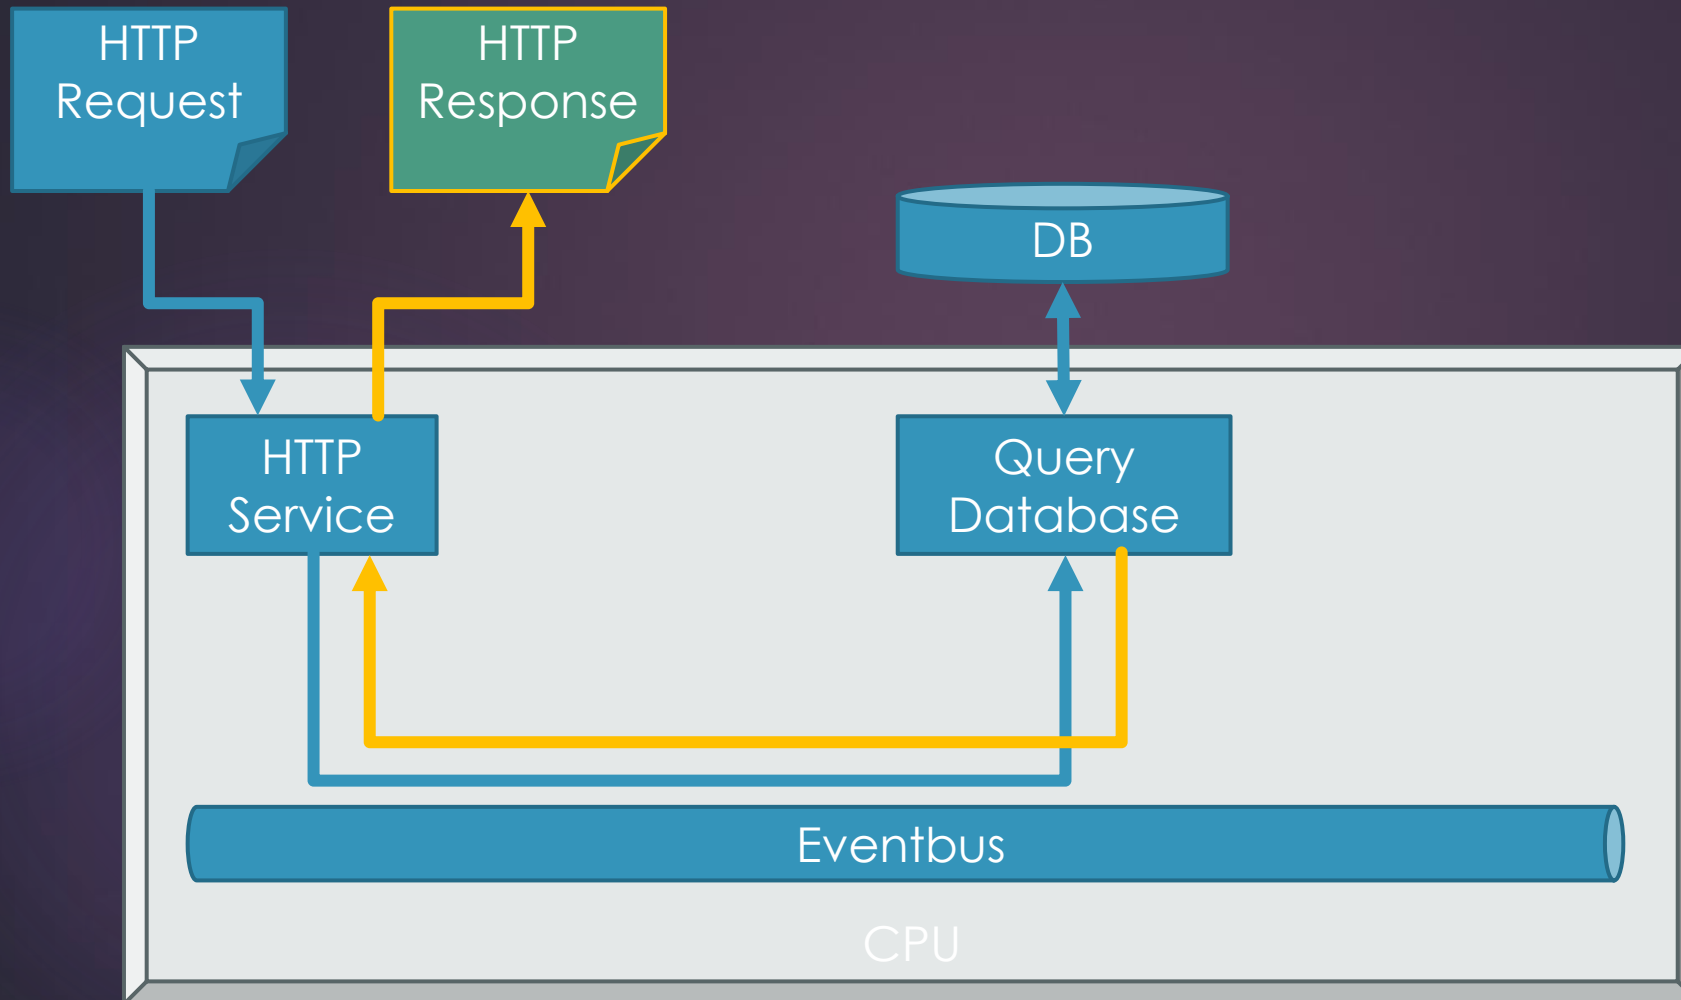 HTTP
Request
HTTP
Response
DB
HTTP
Service
Query
Database
Eventbus
CPU